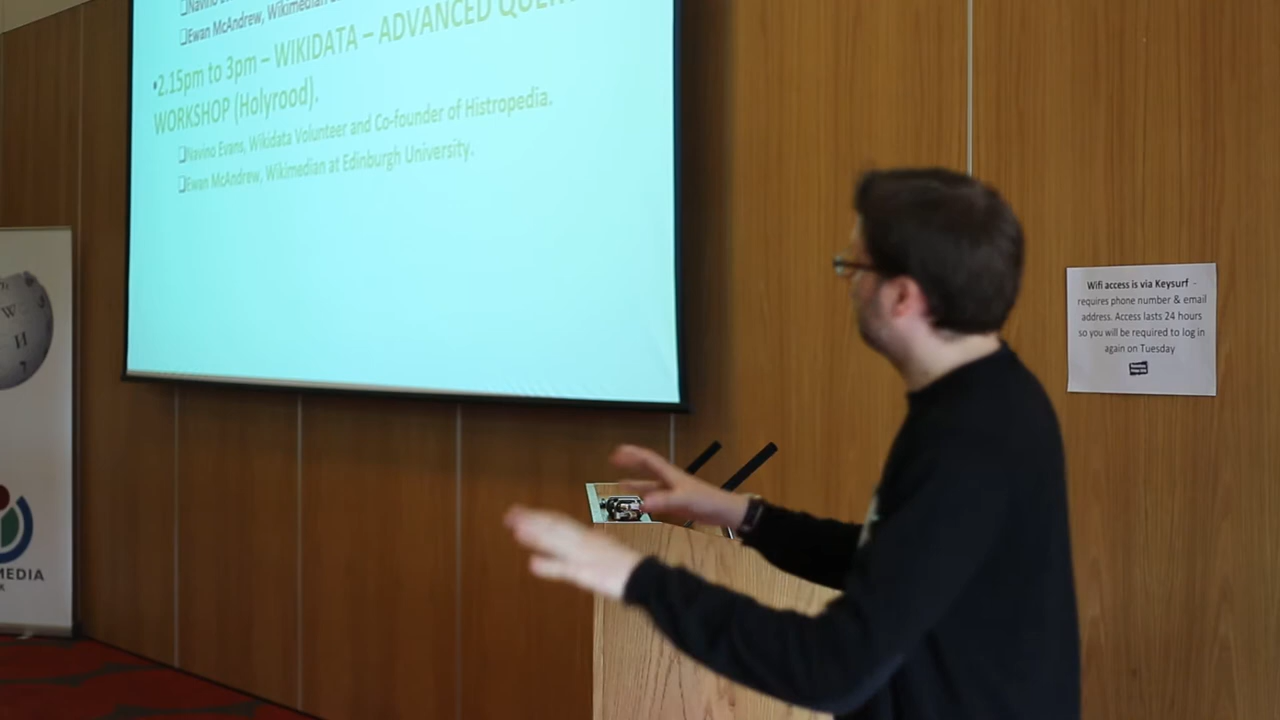 Navino
Ewan McAndrew, Wikimedian
•2.15pm to 3pm – WIKIDATA – ADVANCED QUERY
WORKSHOP (Holyrood).
Navino Evans, Wikidata Volunteer and Co-founder of Histropedia.
Ewan McAndrew, Wikimedian at Edinburgh University.
W
H
MEDIA
K
Wifi access is via Keysurf -
requires phone number & email
address. Access lasts 24 hours
so you will be required to log in
again on Tuesday